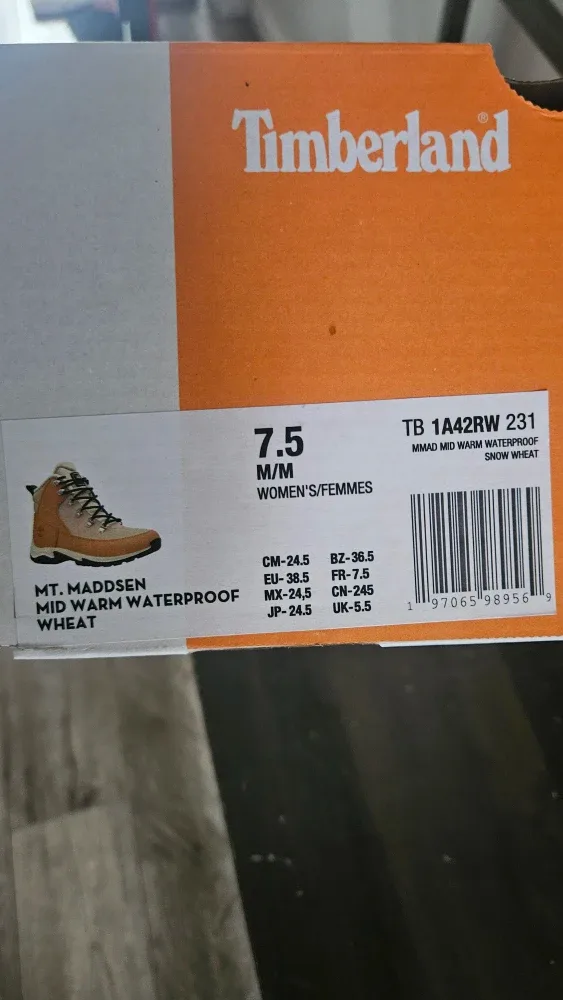 Timberland®
7.5
M/M
WOMEN'S/FEMMES
TB 1A42RW 231
MMAD MID WARM WATERPROOF
SNOW WHEAT
CM-24.5 BZ-36.5
EU-38.5 FR-7.5
MX-24,5 CN-245
JP-24.5 UK-5.5
1 97065 98956 9
MT. MADDSEN
MID WARM WATERPROOF
WHEAT